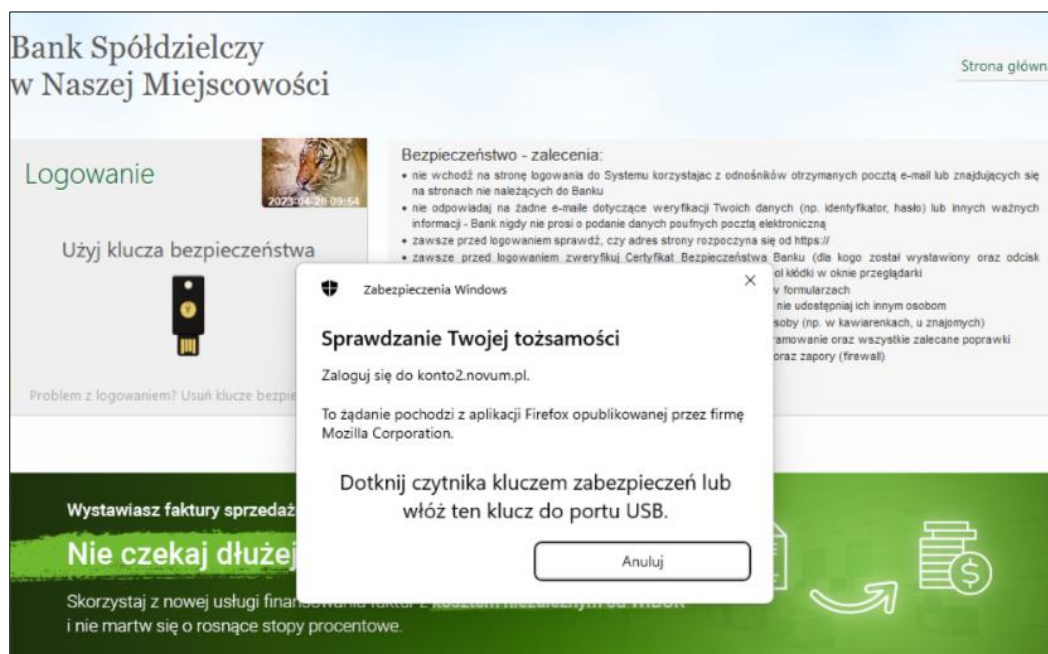 Bank Spółdzielczy
w Naszej Miejscowości
Strona główn
Logowanie
2023-04-28 09:54
Użyj klucza bezpieczeństwa
Problem z logowaniem? Usuń klucze bezpie
Bezpieczeństwo - zalecenia:
• nie wchodź na stronę logowania do Systemu korzystajac z odnośników otrzymanych pocztą e-mail lub znajdujących się
na stronach nie należących do Banku
• nie odpowiadaj na żadne e-maile dotyczące weryfikacji Twoich danych (np. identyfikator, hasło) lub innych ważnych
informacji - Bank nigdy nie prosi o podanie danych poufnych pocztą elektroniczną
• zawsze przed logowaniem sprawdź, czy adres strony rozpoczyna się od https://
• zawsze przed logowaniem zweryfikuj Certyfikat Bezpieczeństwa Banku (dla kogo został wystawiony oraz odcisk
ol kłódki w oknie przeglądarki
v formularzach
nie udostępniaj ich innym osobom
soby (np. w kawiarenkach, u znajomych)
ramowanie oraz wszystkie zalecane poprawki
oraz zapory (firewall)
Zabezpieczenia Windows
Sprawdzanie Twojej tożsamości
Zaloguj się do konto2.novum.pl.
To żądanie pochodzi z aplikacji Firefox opublikowanej przez firmę
Mozilla Corporation.
Dotknij czytnika kluczem zabezpieczeń lub
włóż ten klucz do portu USB.
Anuluj
Wystawiasz faktury sprzedaż
Nie czekaj dłużej
Skorzystaj z nowej usługi finansowania faktur z kosztem niezależnym od WIBOR
i nie martw się o rosnące stopy procentowe.